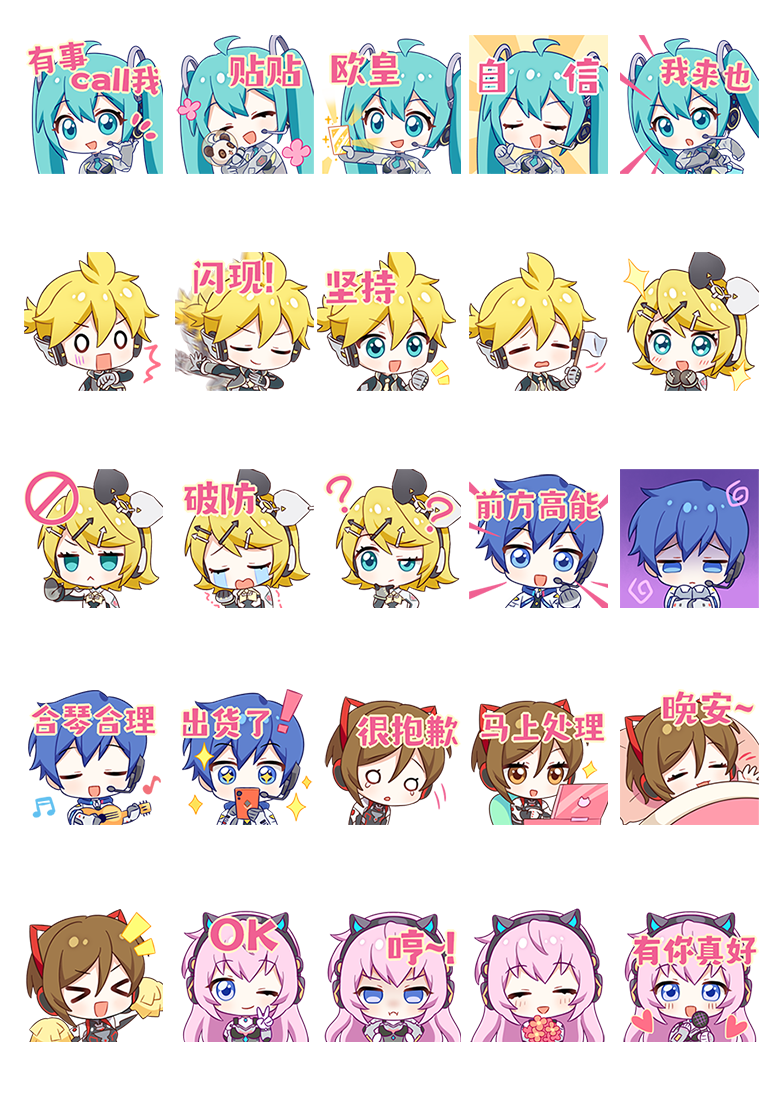 有事
call我
贴贴
欧皇
自信
我来也
闪现!
坚持
破防
? ?
前方高能
合琴合理
出货了!
很抱歉
马上处理
晚安~
OK
哼~!
有你真好